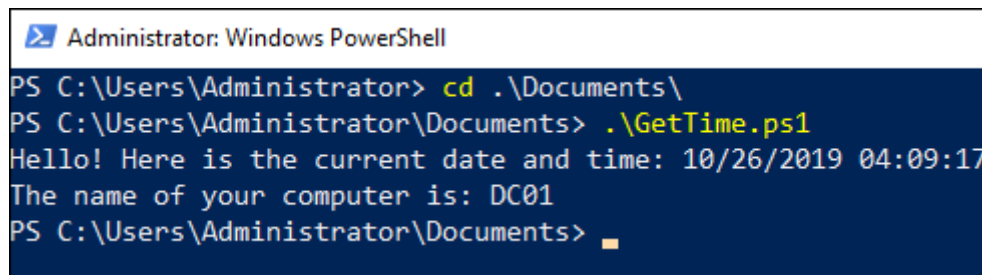 Administrator: Windows PowerShell
PS C:\Users\Administrator> cd .\Documents\
PS C:\Users\Administrator\Documents> .\GetTime.ps1
Hello! Here is the current date and time: 10/26/2019 04:09:17
The name of your computer is: DC01
PS C:\Users\Administrator\Documents>